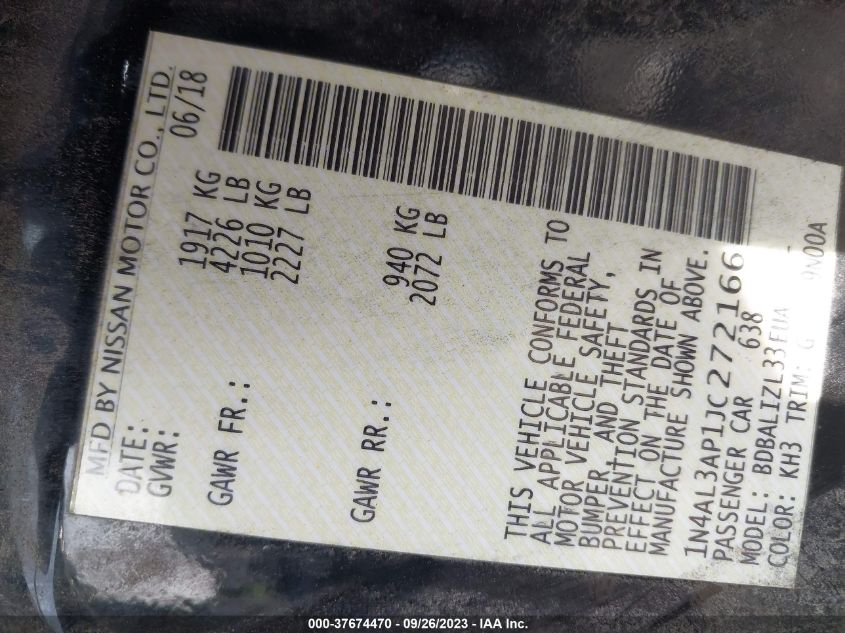 MFD BY NISSAN MOTOR CO., LTD.
DATE: 06/18
GVWR: 1917 KG
4226 LB
GAWR FR.: 1010 KG
2227 LB
GAWR RR.: 940 KG
2072 LB
THIS VEHICLE CONFORMS TO
ALL APPLICABLE FEDERAL
MOTOR VEHICLE SAFETY,
BUMPER AND THEFT
PREVENTION STANDARDS IN
EFFECT ON THE DATE OF
MANUFACTURE SHOWN ABOVE.
1N4AL3AP1JC272166
PASSENGER CAR 638
MODEL: BDBALIZL33EUA
COLOR: KH3 TRIM: G
000-37674470 - 09/26/2023 - IAA Inc.